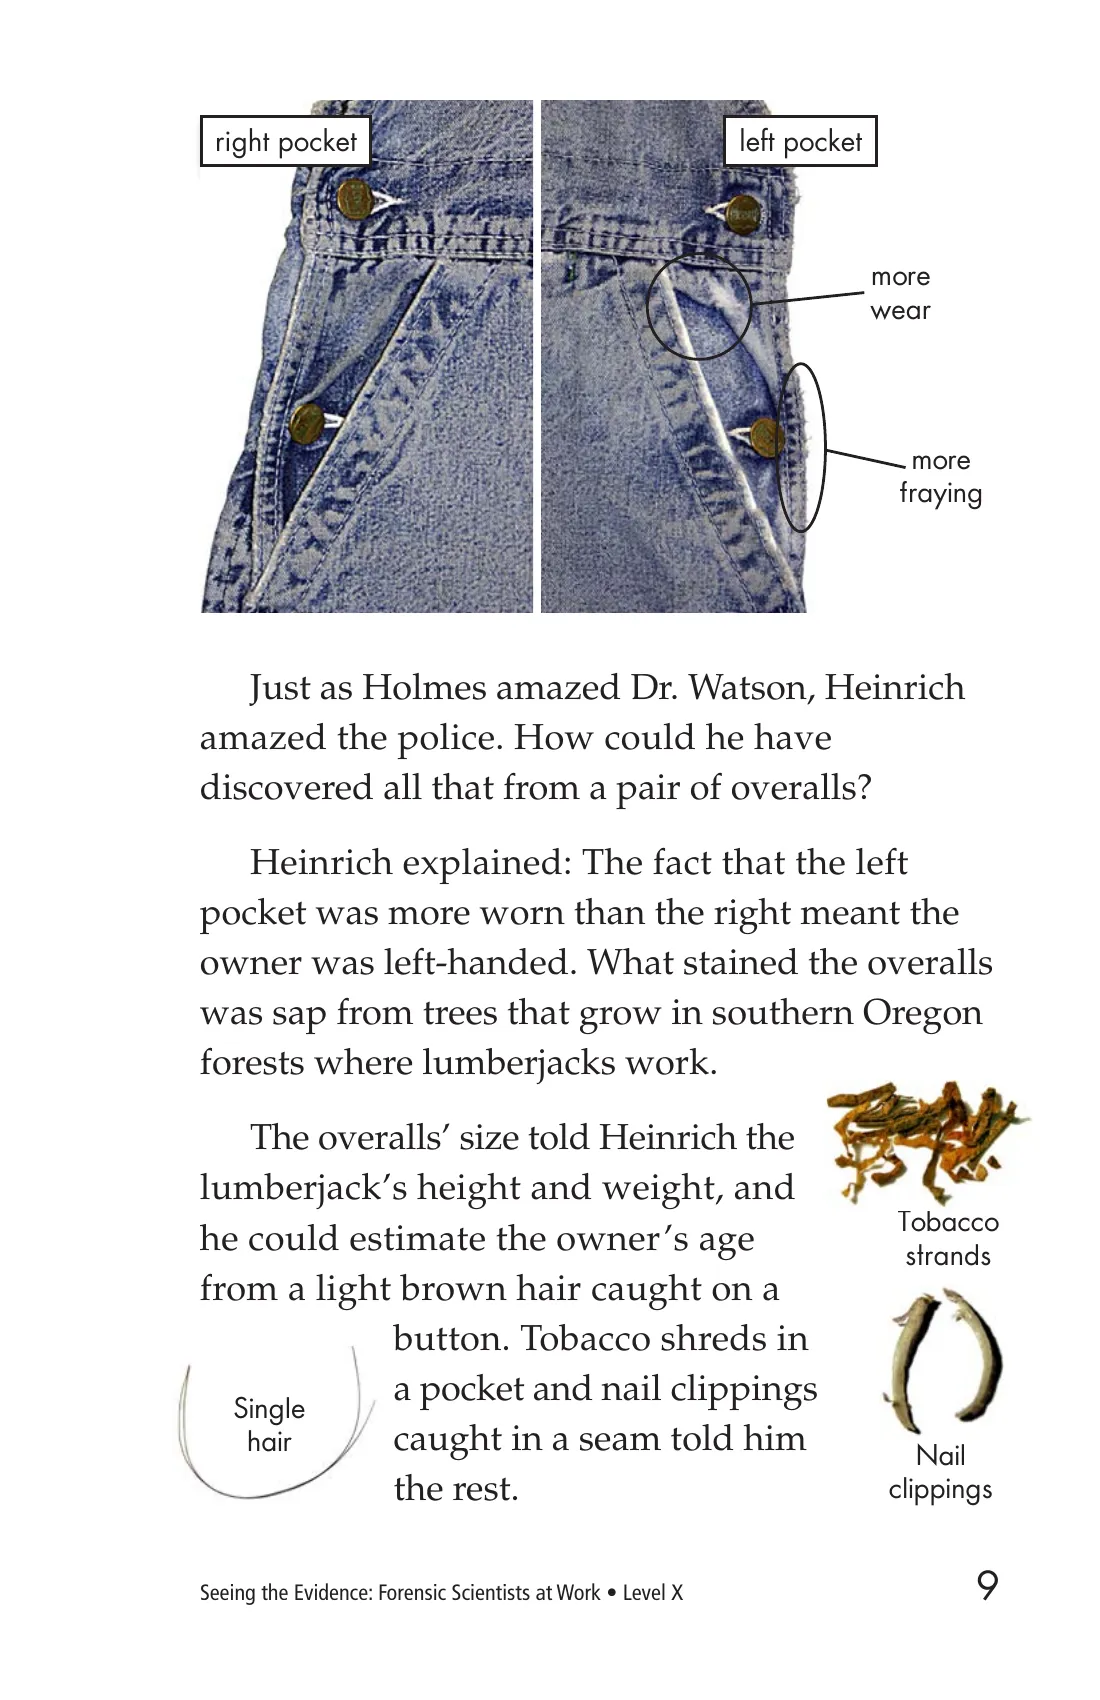 right pocket
left pocket
more
wear
more
fraying
Just as Holmes amazed Dr. Watson, Heinrich
amazed the police. How could he have
discovered all that from a pair of overalls?
Heinrich explained: The fact that the left
pocket was more worn than the right meant the
owner was left-handed. What stained the overalls
was sap from trees that grow in southern Oregon
forests where lumberjacks work.
The overalls’ size told Heinrich the
lumberjack’s height and weight, and
he could estimate the owner’s age
from a light brown hair caught on a
button. Tobacco shreds in
a pocket and nail clippings
caught in a seam told him
the rest.
Tobacco
strands
Single
hair
Nail
clippings
Seeing the Evidence: Forensic Scientists at Work • Level X
9